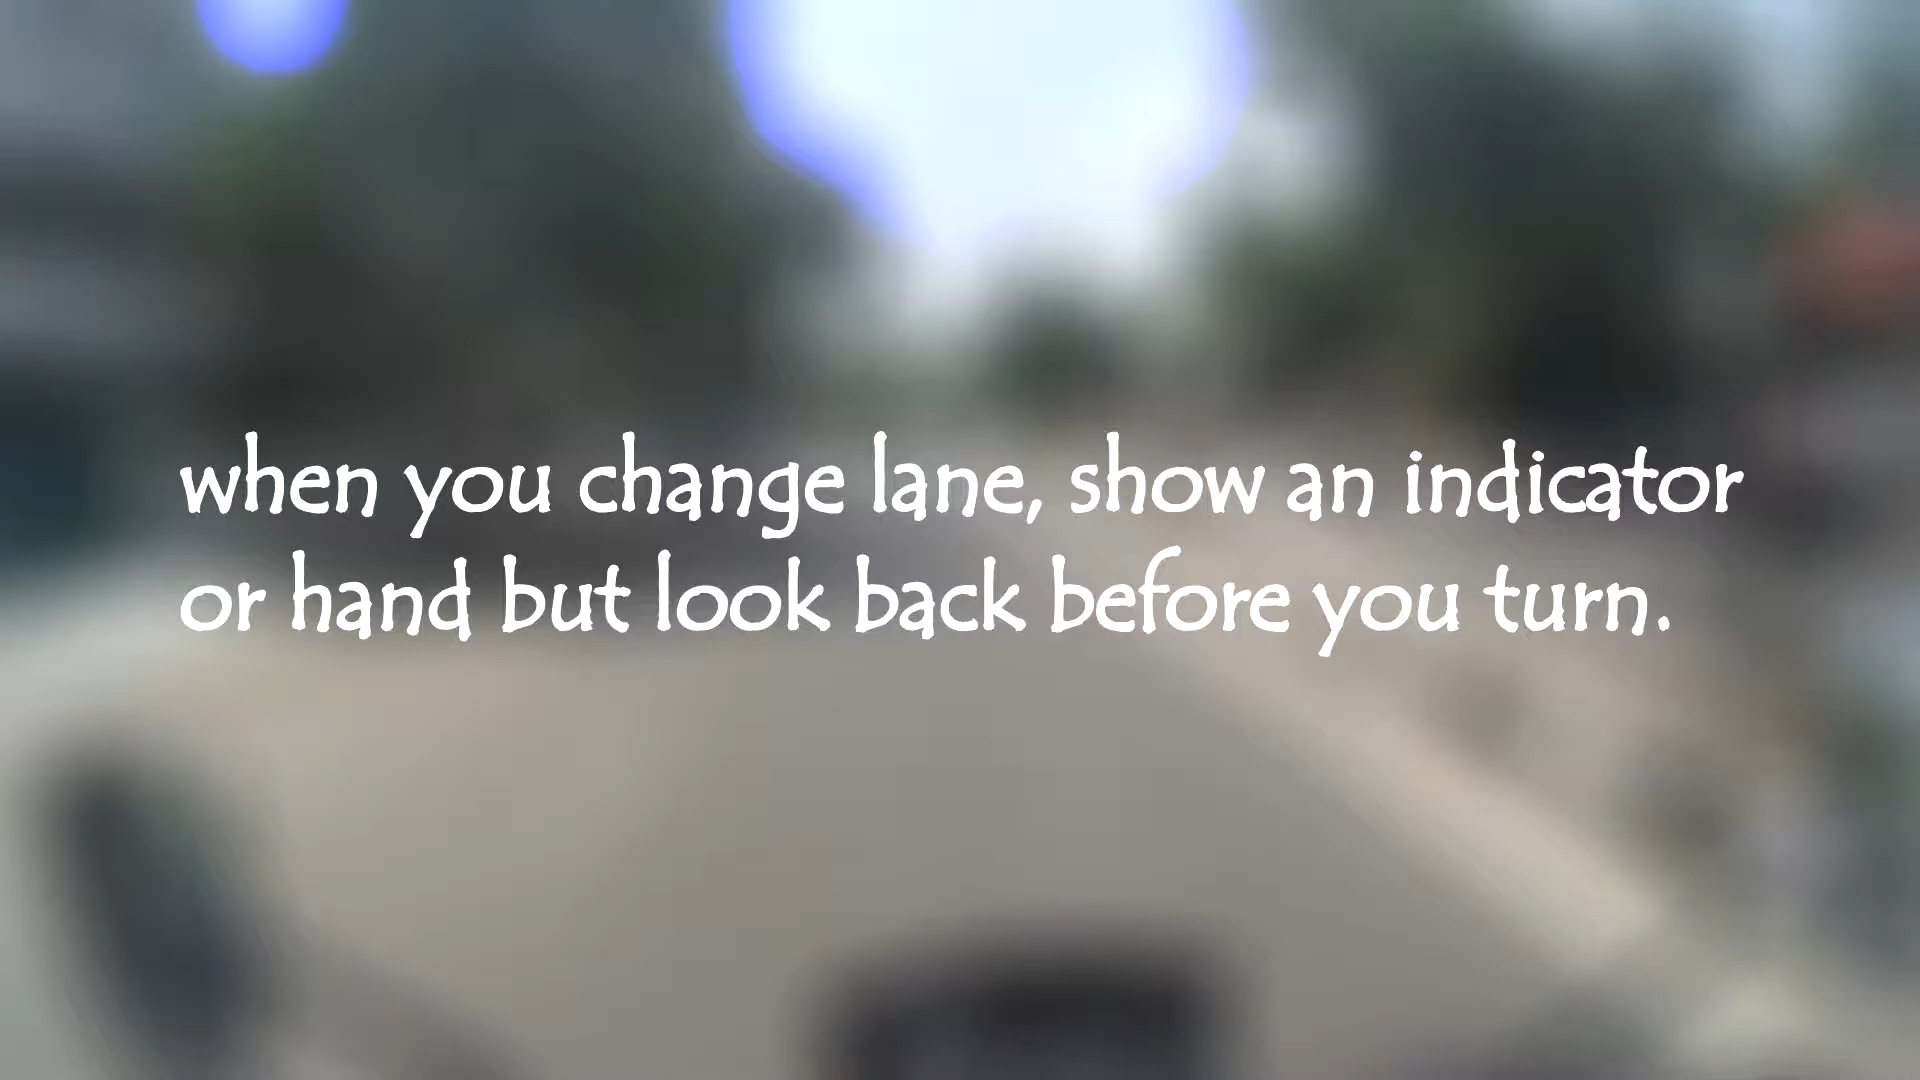 when you change lane, show an indicator
or hand but look back before you turn.